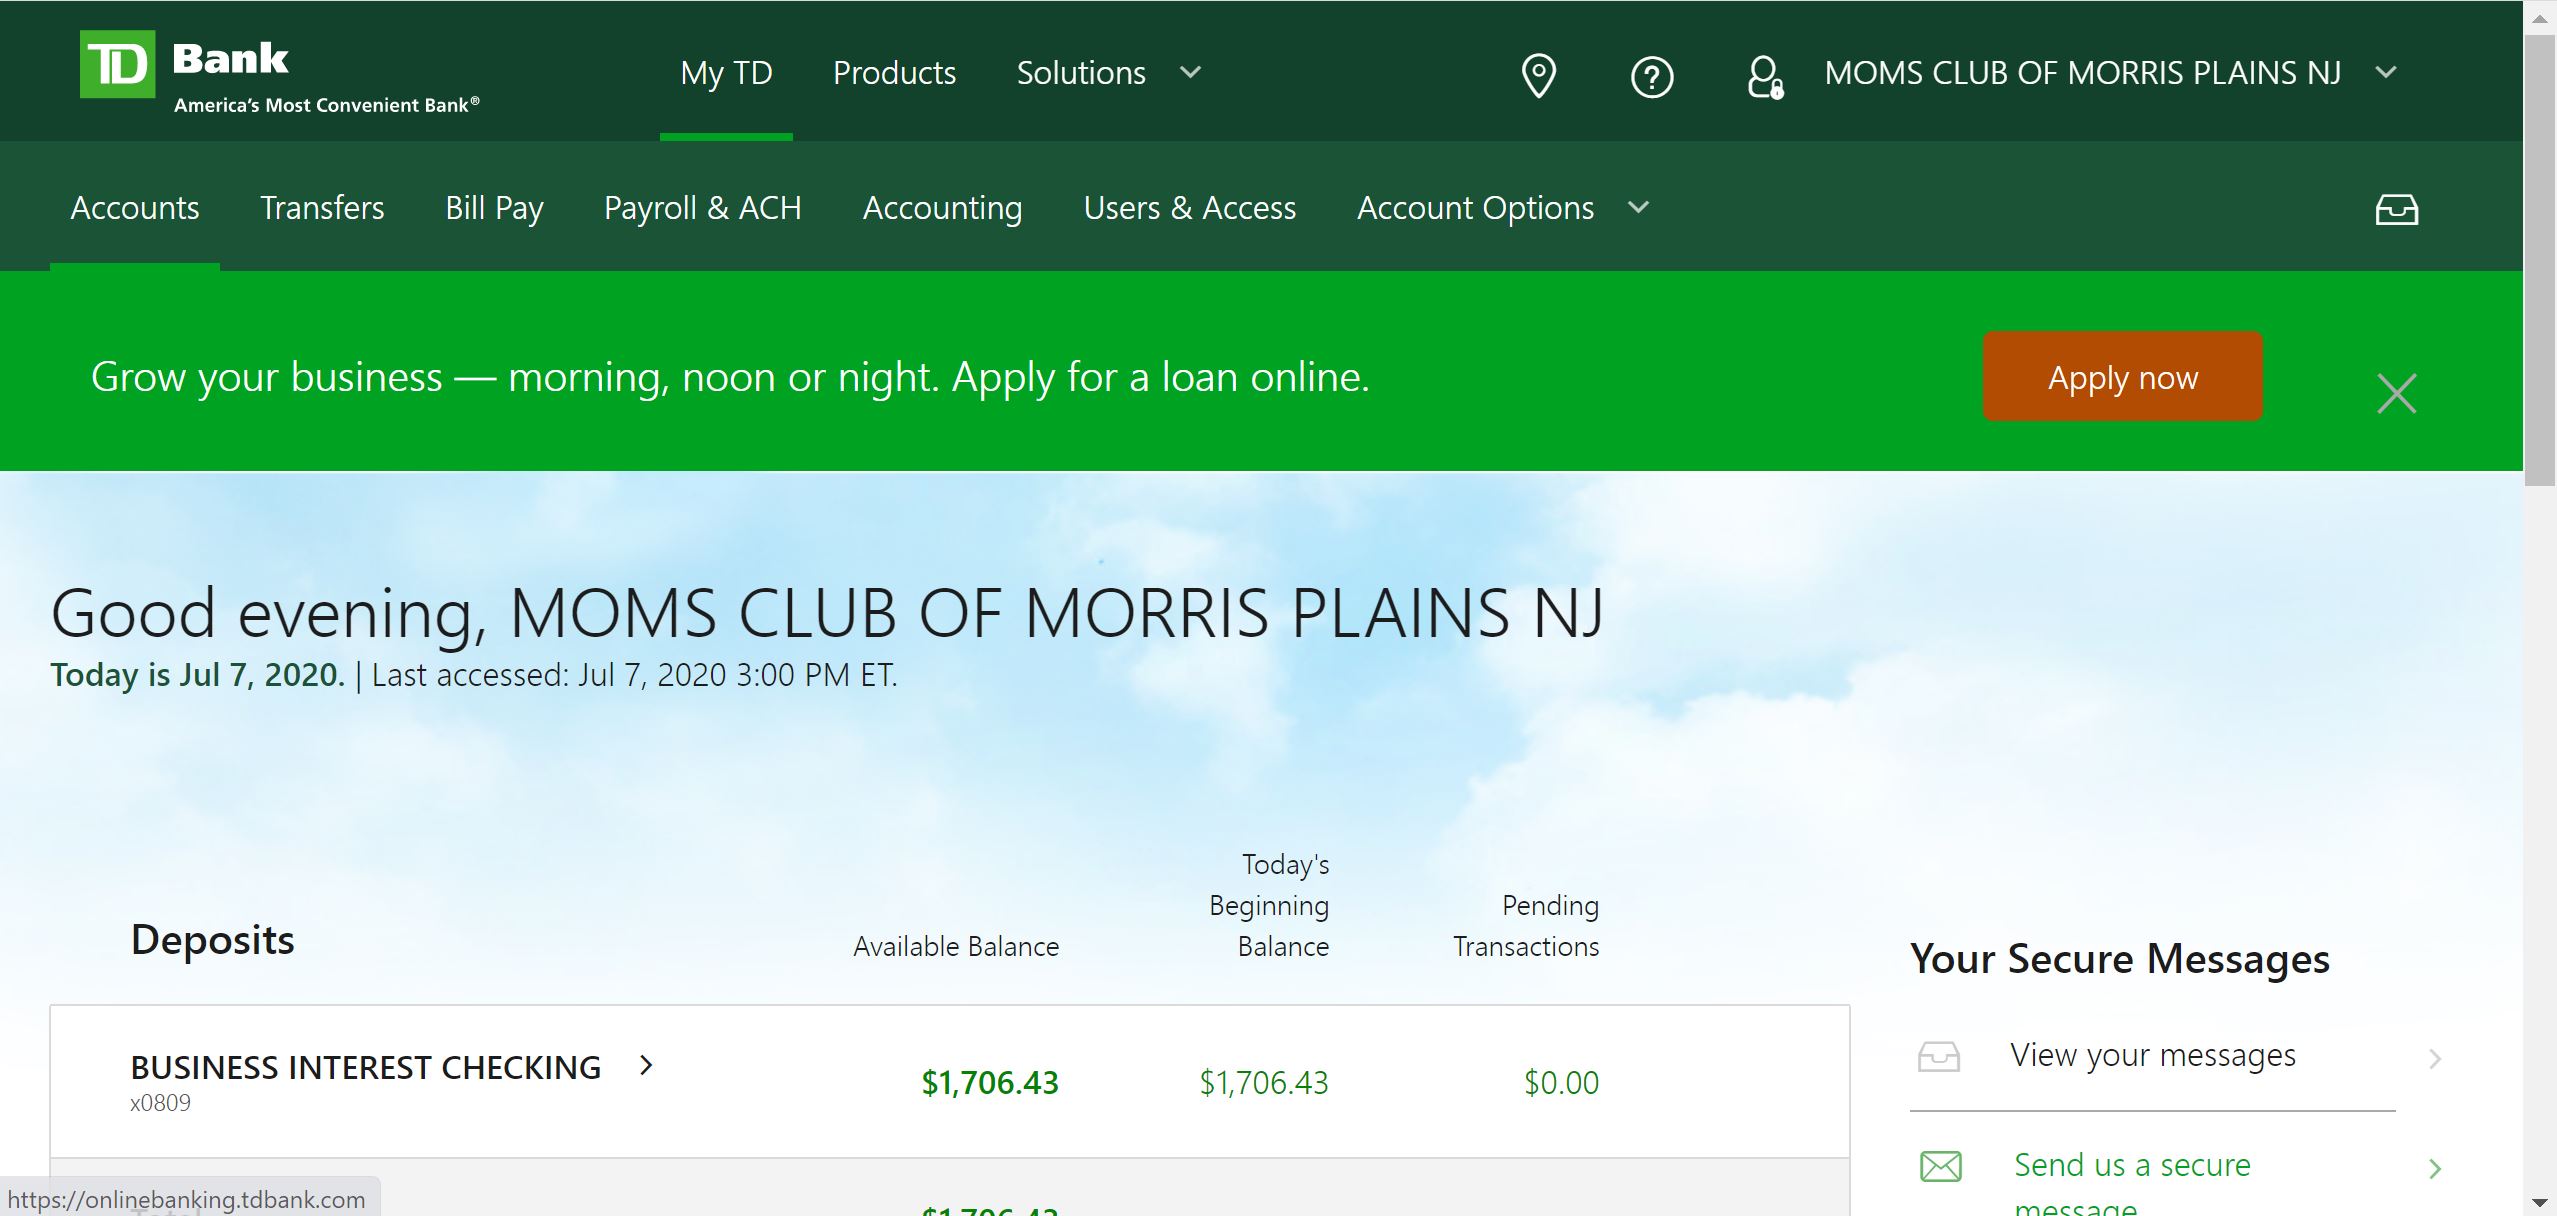 TD Bank
America's Most Convenient Bank®
My TD
Products
Solutions
MOMS CLUB OF MORRIS PLAINS NJ
Accounts
Transfers
Bill Pay
Payroll & ACH
Accounting
Users & Access
Account Options
Grow your business — morning, noon or night. Apply for a loan online.
Apply now
Good evening, MOMS CLUB OF MORRIS PLAINS NJ
Today is Jul 7, 2020. | Last accessed: Jul 7, 2020 3:00 PM ET.
Deposits
Available Balance
Today's
Beginning
Balance
Pending
Transactions
BUSINESS INTEREST CHECKING
x0809
$1,706.43
$1,706.43
$0.00
$1,706.43
Your Secure Messages
View your messages
Send us a secure
message
https://onlinebanking.tdbank.com